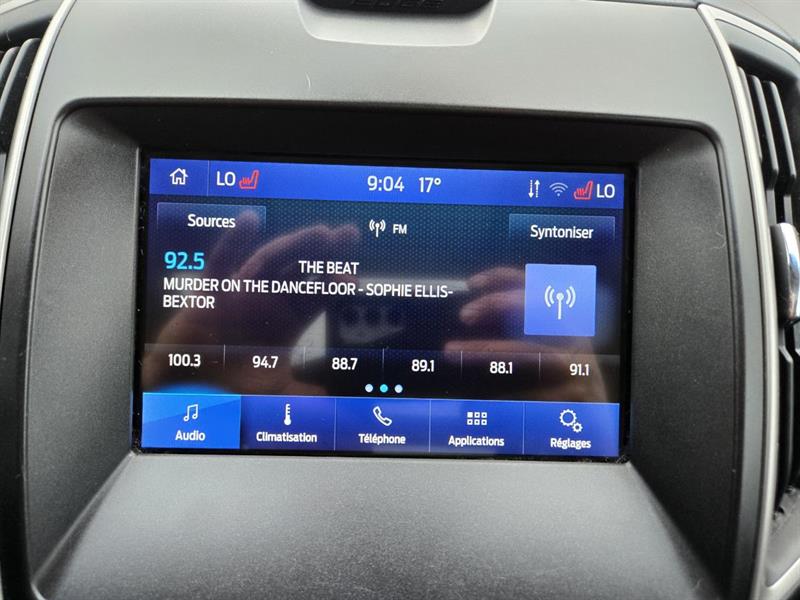 LO 9:04 17° LO
Sources FM Syntoniser
92.5 THE BEAT
MURDER ON THE DANCEFLOOR - SOPHIE ELLIS-
BEXTOR
100.3 94.7 88.7 89.1 88.1 91.1
Audio Climatisation Téléphone Applications Réglages